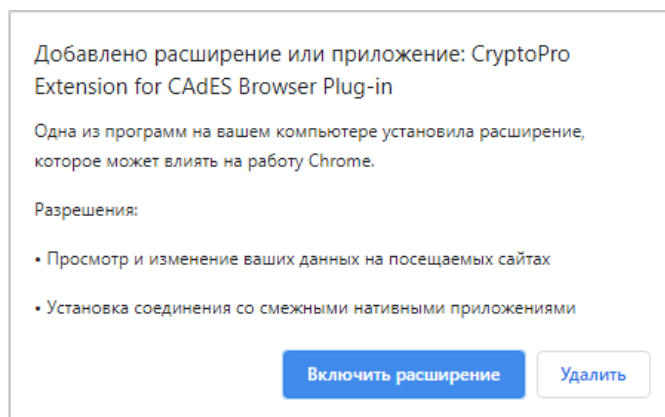 Добавлено расширение или приложение: CryptoPro
Extension for CAdES Browser Plug-in
Одна из программ на вашем компьютере установила расширение,
которое может влиять на работу Chrome.
Разрешения:
• Просмотр и изменение ваших данных на посещаемых сайтах
• Установка соединения со смежными нативными приложениями
Включить расширение
Удалить